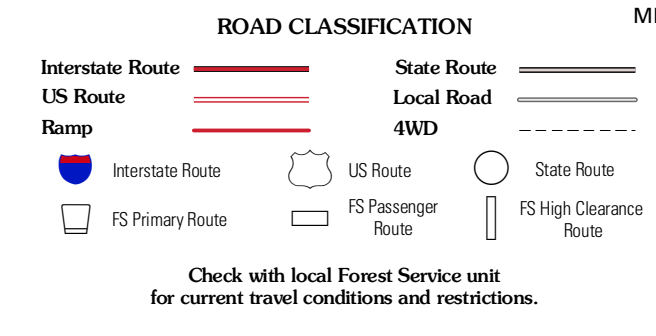 ROAD CLASSIFICATION
Interstate Route
State Route
US Route
Local Road
Ramp
4WD
Interstate Route
US Route
State Route
FS Primary Route
FS Passenger
Route
FS High Clearance
Route
Check with local Forest Service unit
for current travel conditions and restrictions.